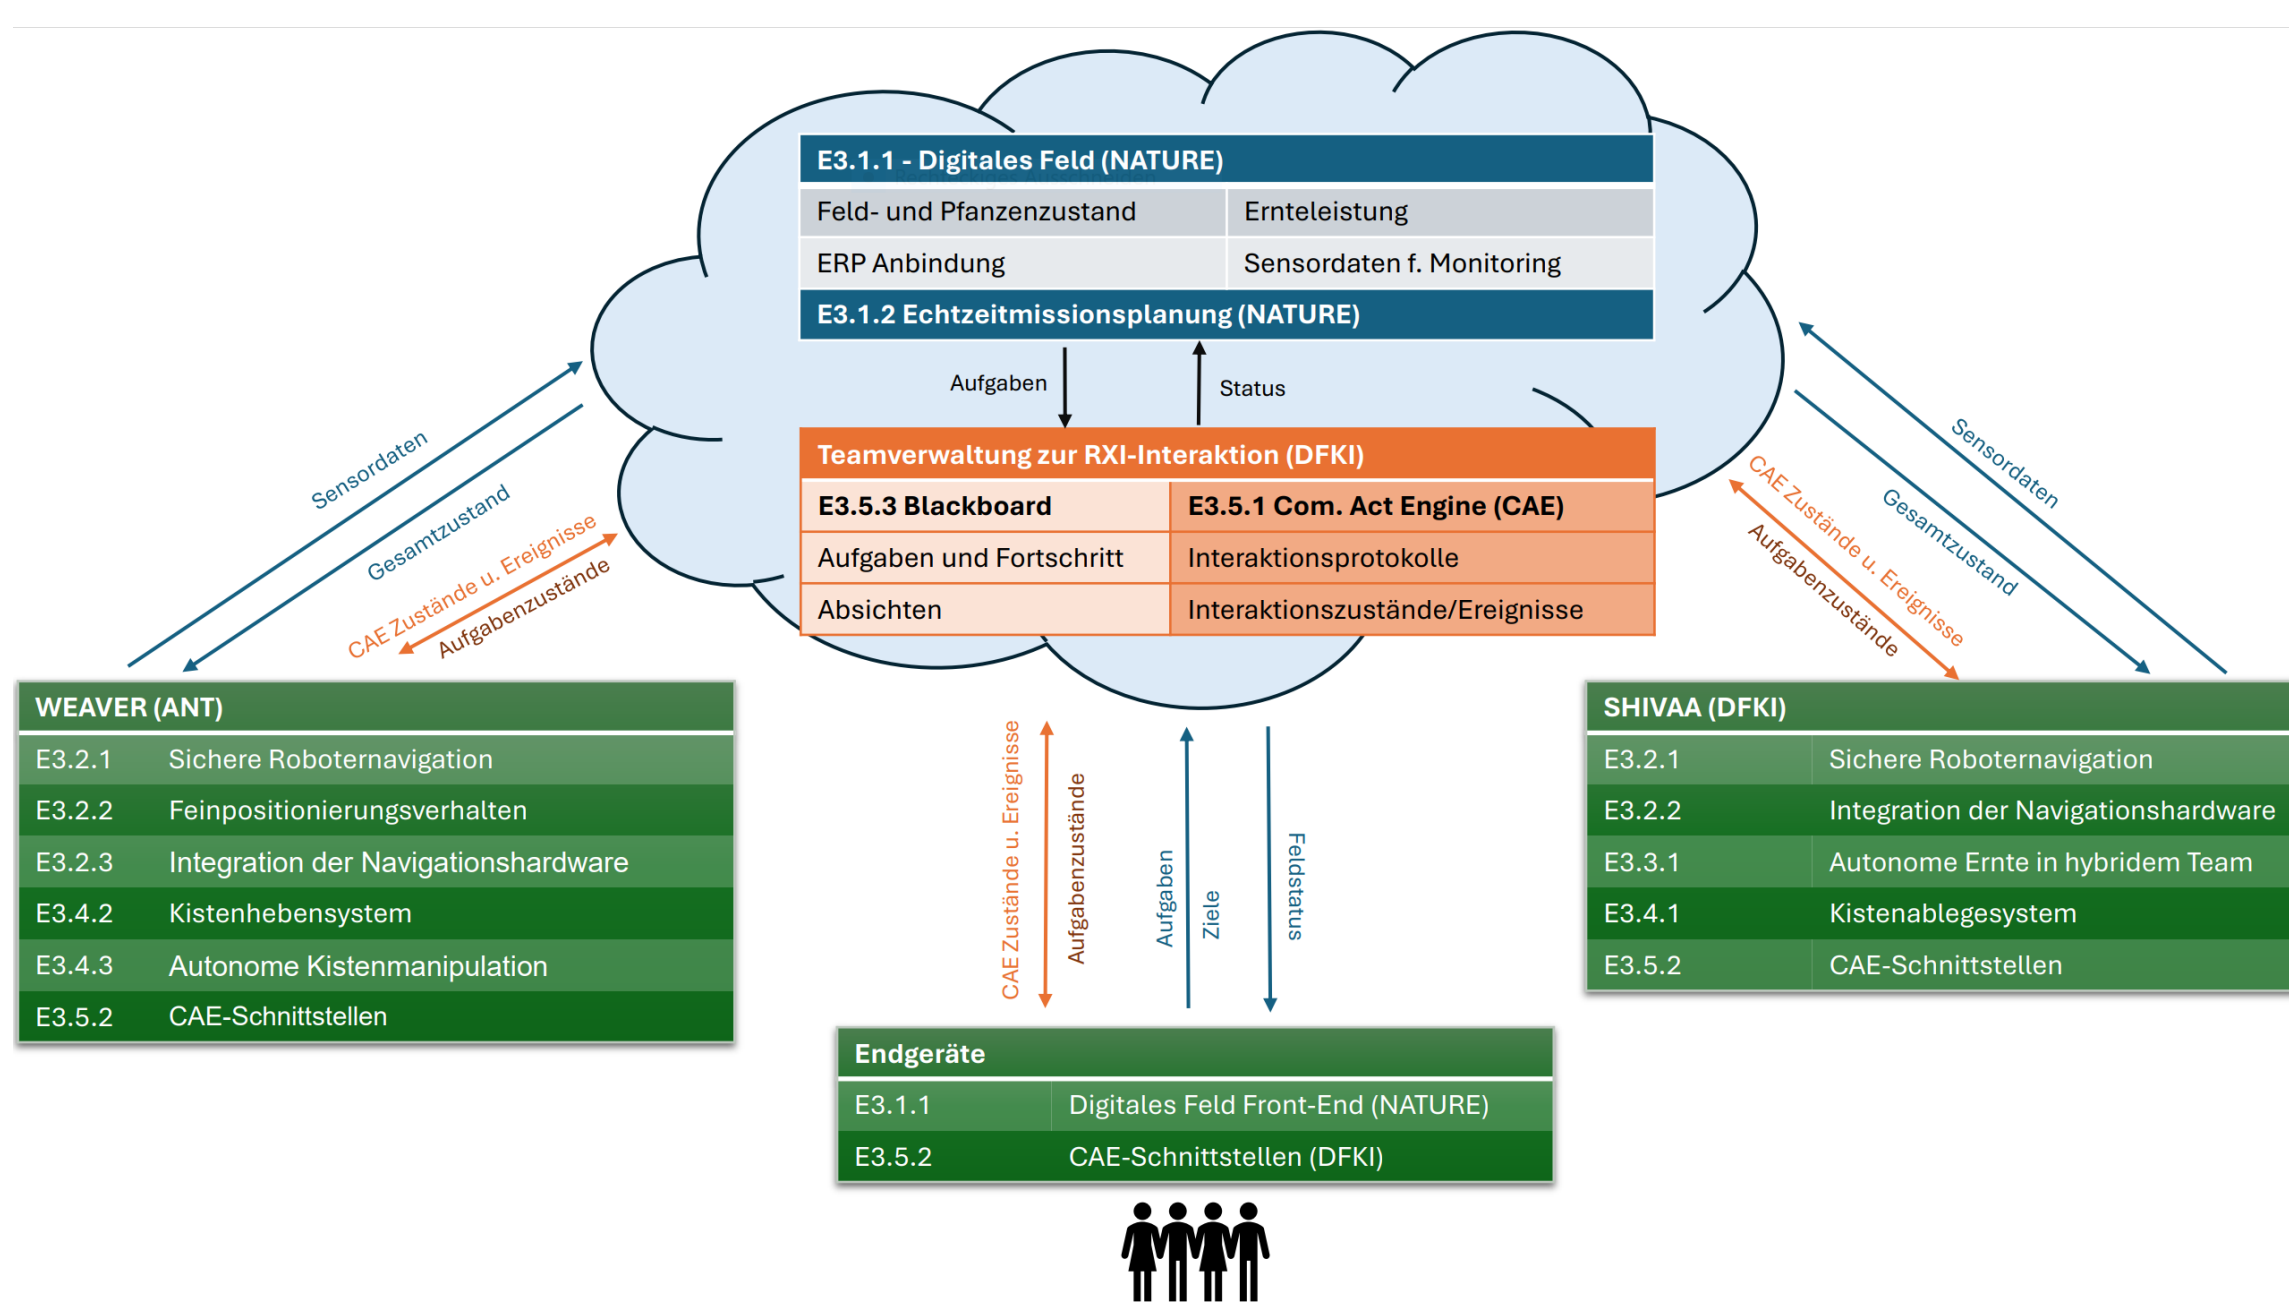 E3.1.1 - Digitales Feld (NATURE)
Feld- und Pfanzenzustand Ernteleistung
ERP Anbindung Sensordaten f. Monitoring
E3.1.2 Echtzeitmissionsplanung (NATURE)
Aufgaben Status
Teamverwaltung zur RXI-Interaktion (DFKI)
E3.5.3 Blackboard E3.5.1 Com. Act Engine (CAE)
Aufgaben und Fortschritt Interaktionsprotokolle
Absichten Interaktionszustände/Ereignisse
Sensordaten
Gesamtzustand
CAE Zustände u. Ereignisse
Aufgabenzustände
Sensordaten
Gesamtzustand
CAE Zustände u. Ereignisse
Aufgabenzustände
WEAVER (ANT)
E3.2.1 Sichere Roboternavigation
E3.2.2 Feinpositionierungsverhalten
E3.2.3 Integration der Navigationshardware
E3.4.2 Kistenhebensystem
E3.4.3 Autonome Kistenmanipulation
E3.5.2 CAE-Schnittstellen
CAE Zustände u. Ereignisse
Aufgabenzustände
Aufgaben
Ziele
Feldstatus
SHIVAA (DFKI)
E3.2.1 Sichere Roboternavigation
E3.2.2 Integration der Navigationshardware
E3.3.1 Autonome Ernte in hybridem Team
E3.4.1 Kistenablegesystem
E3.5.2 CAE-Schnittstellen
Endgeräte
E3.1.1 Digitales Feld Front-End (NATURE)
E3.5.2 CAE-Schnittstellen (DFKI)